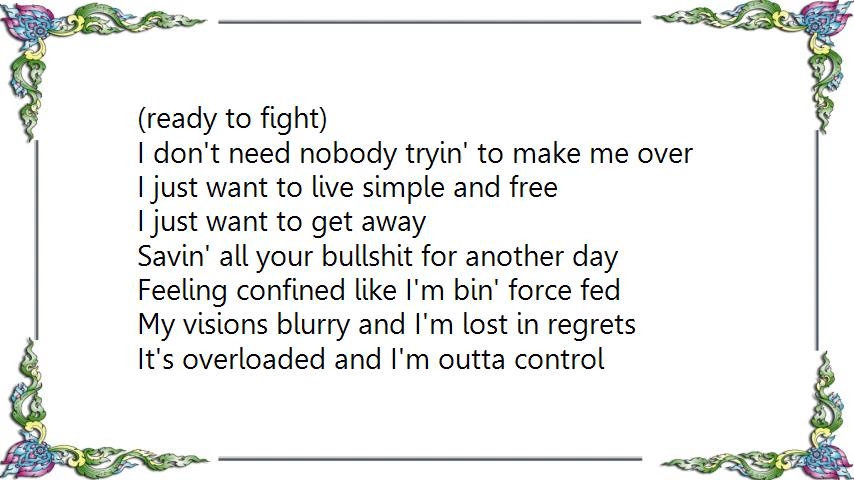 (ready to fight)
I don't need nobody tryin' to make me over
I just want to live simple and free
I just want to get away
Savin' all your bullshit for another day
Feeling confined like I'm bin' force fed
My visions blurry and I'm lost in regrets
It's overloaded and I'm outta control